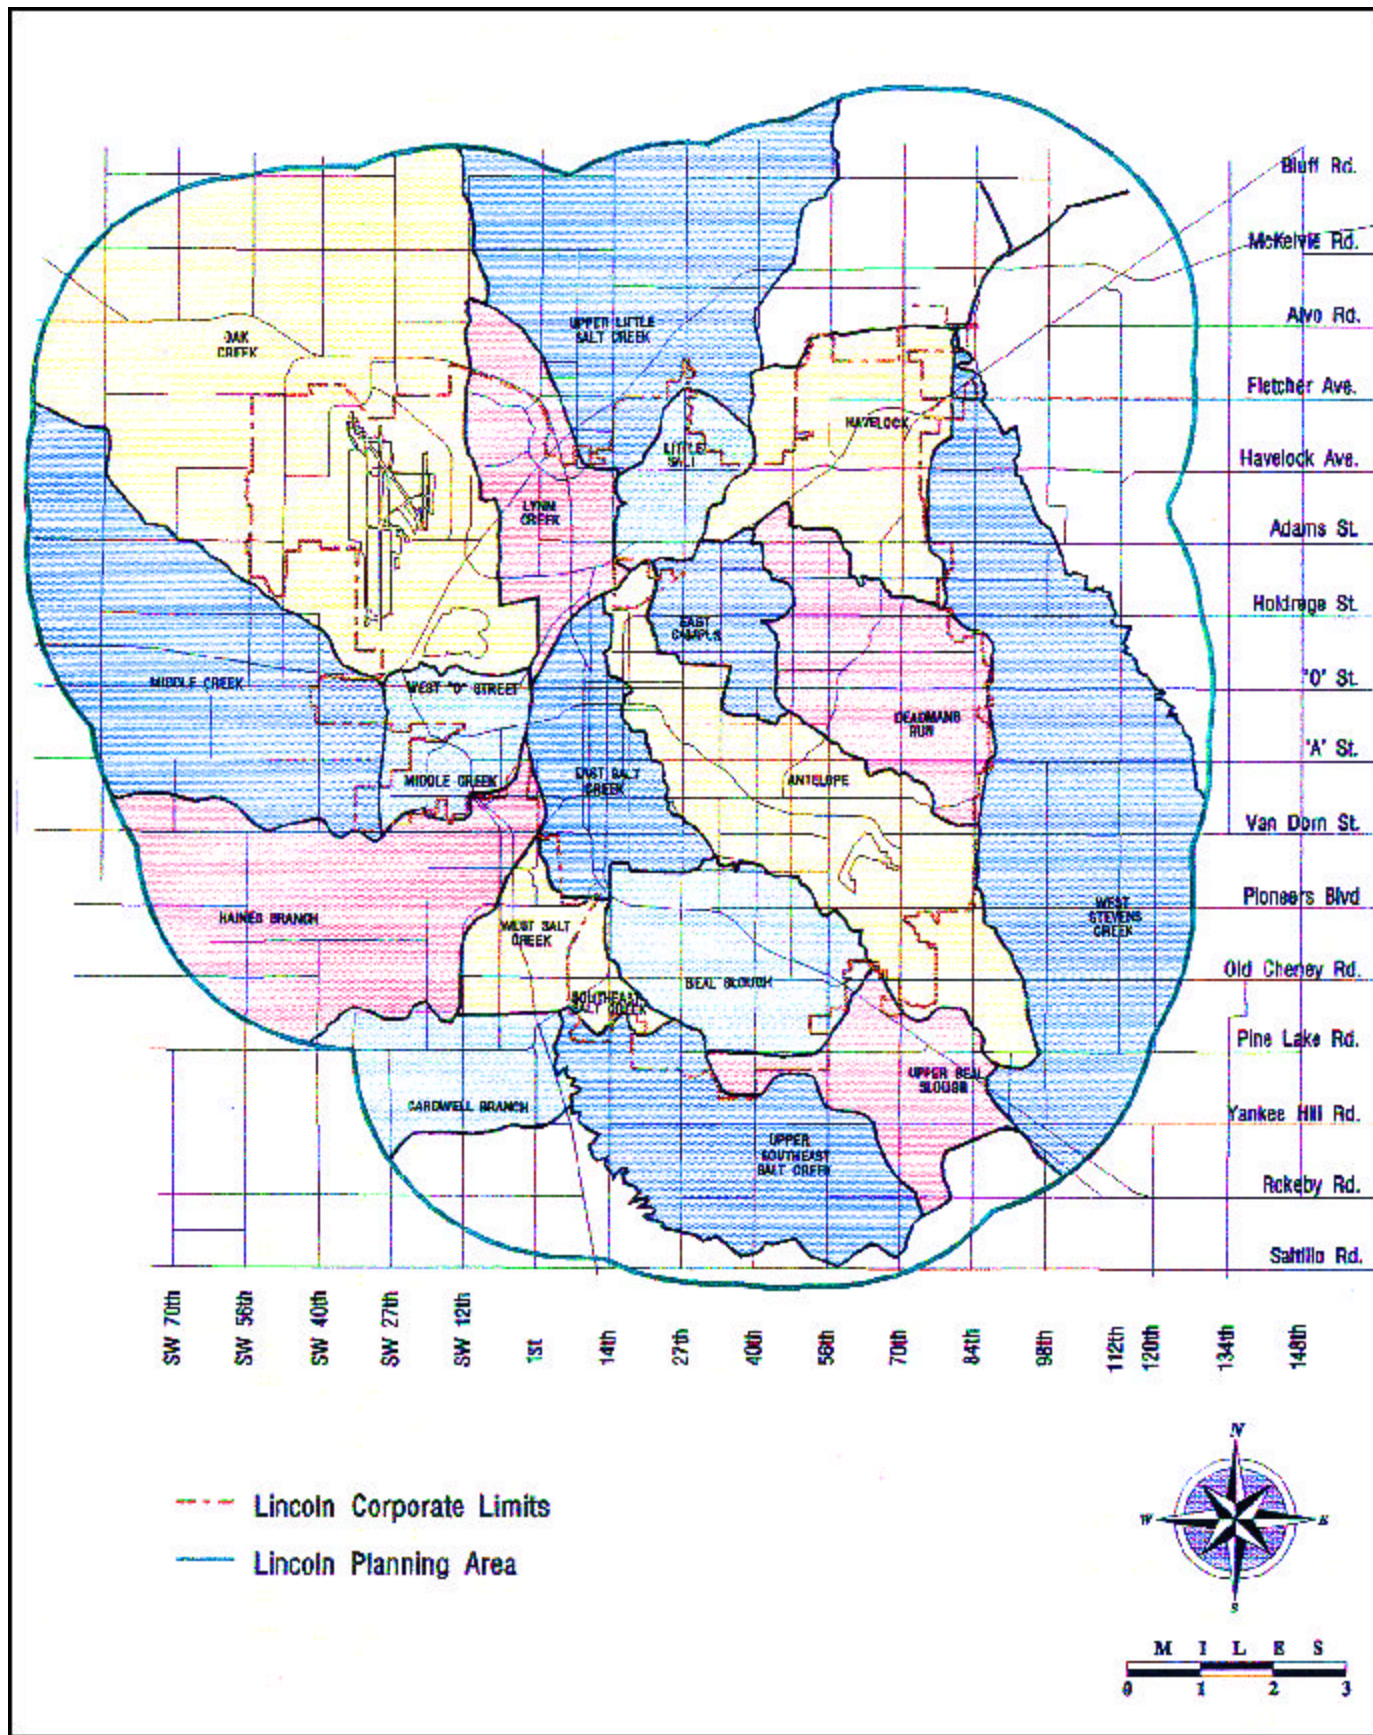 Bluff Rd.
McKelvie Rd.
Alvo Rd.
Fletcher Ave.
Havelock Ave.
Adams St.
Holdrege St.
"O" St.
"A" St.
Van Dorn St.
Pioneers Blvd
Old Cheney Rd.
Pine Lake Rd.
Yankee Hill Rd.
Rokeby Rd.
Saltillo Rd.
OAK
CREEK
UPPER LITTLE
SALT CREEK
LITTLE
SALT
HAVELOCK
LYNN
CREEK
EAST
CAMPUS
MIDDLE CREEK
WEST "O" STREET
DEADMANS
RUN
MIDDLE CREEK
EAST SALT
CREEK
ANTELOPE
HAINES BRANCH
WEST SALT
CREEK
WEST
STEVENS
CREEK
BEAL SLOUGH
SOUTHEAST
SALT CREEK
UPPER BEAL
SLOUGH
CARDWELL BRANCH
UPPER
SOUTHEAST
SALT CREEK
SW 70th
SW 56th
SW 40th
SW 27th
SW 12th
1st
14th
27th
40th
56th
70th
84th
98th
112th
120th
134th
148th
Lincoln Corporate Limits
Lincoln Planning Area
N
W
E
S
MILES
0 1 2 3